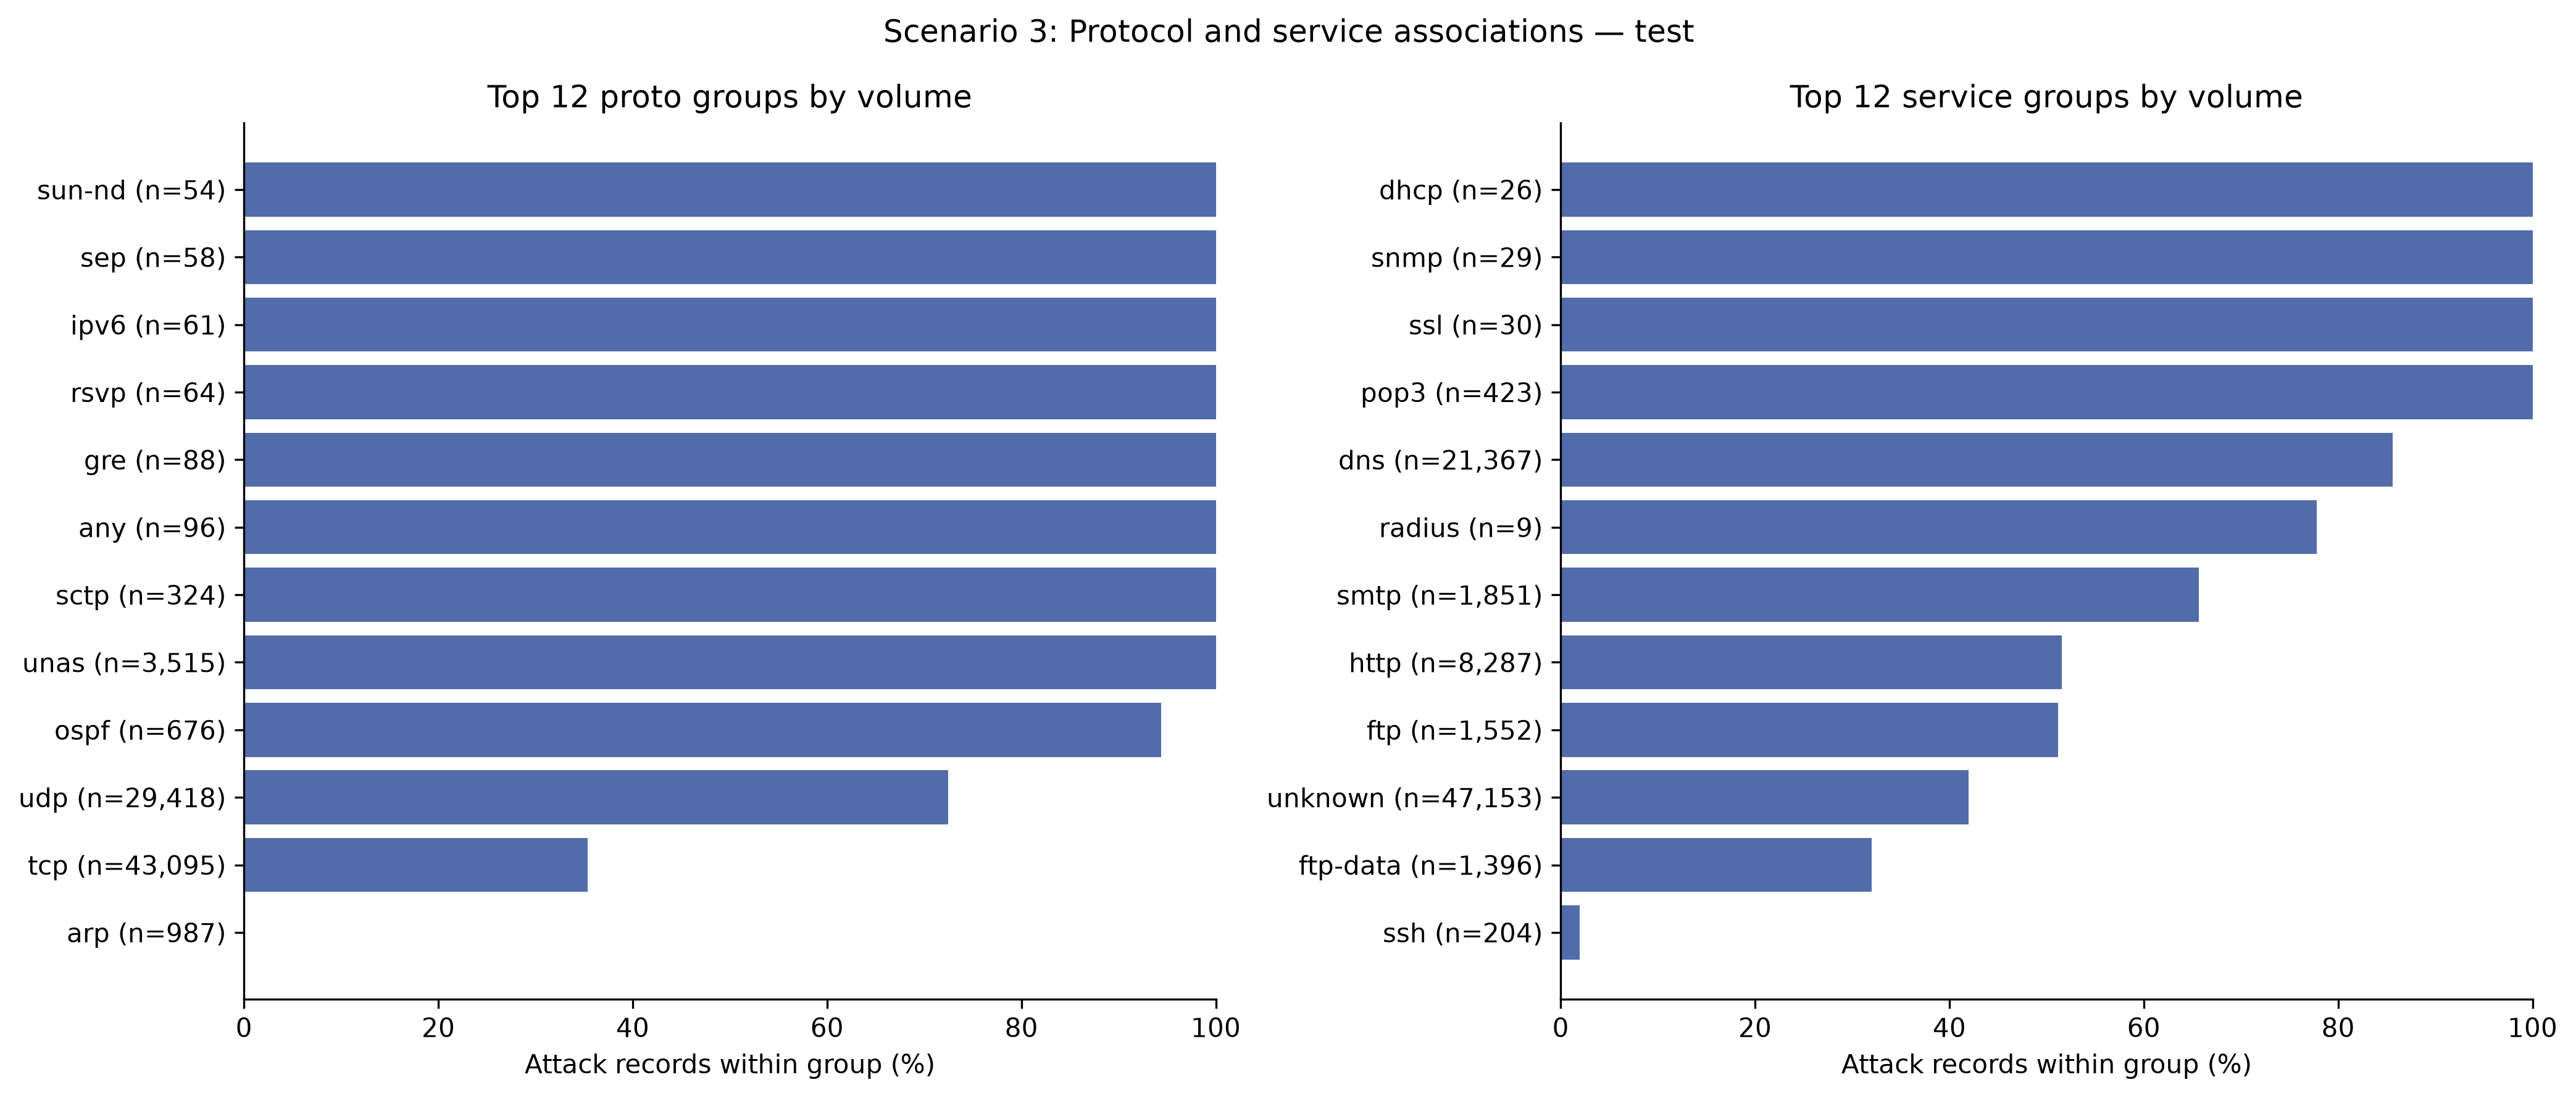 Scenario 3: Protocol and service associations — test
Top 12 proto groups by volume
sun-nd (n=54)
sep (n=58)
ipv6 (n=61)
rsvp (n=64)
gre (n=88)
any (n=96)
sctp (n=324)
unas (n=3,515)
ospf (n=676)
udp (n=29,418)
tcp (n=43,095)
arp (n=987)
0 20 40 60 80 100
Attack records within group (%)
Top 12 service groups by volume
dhcp (n=26)
snmp (n=29)
ssl (n=30)
pop3 (n=423)
dns (n=21,367)
radius (n=9)
smtp (n=1,851)
http (n=8,287)
ftp (n=1,552)
unknown (n=47,153)
ftp-data (n=1,396)
ssh (n=204)
0 20 40 60 80 100
Attack records within group (%)